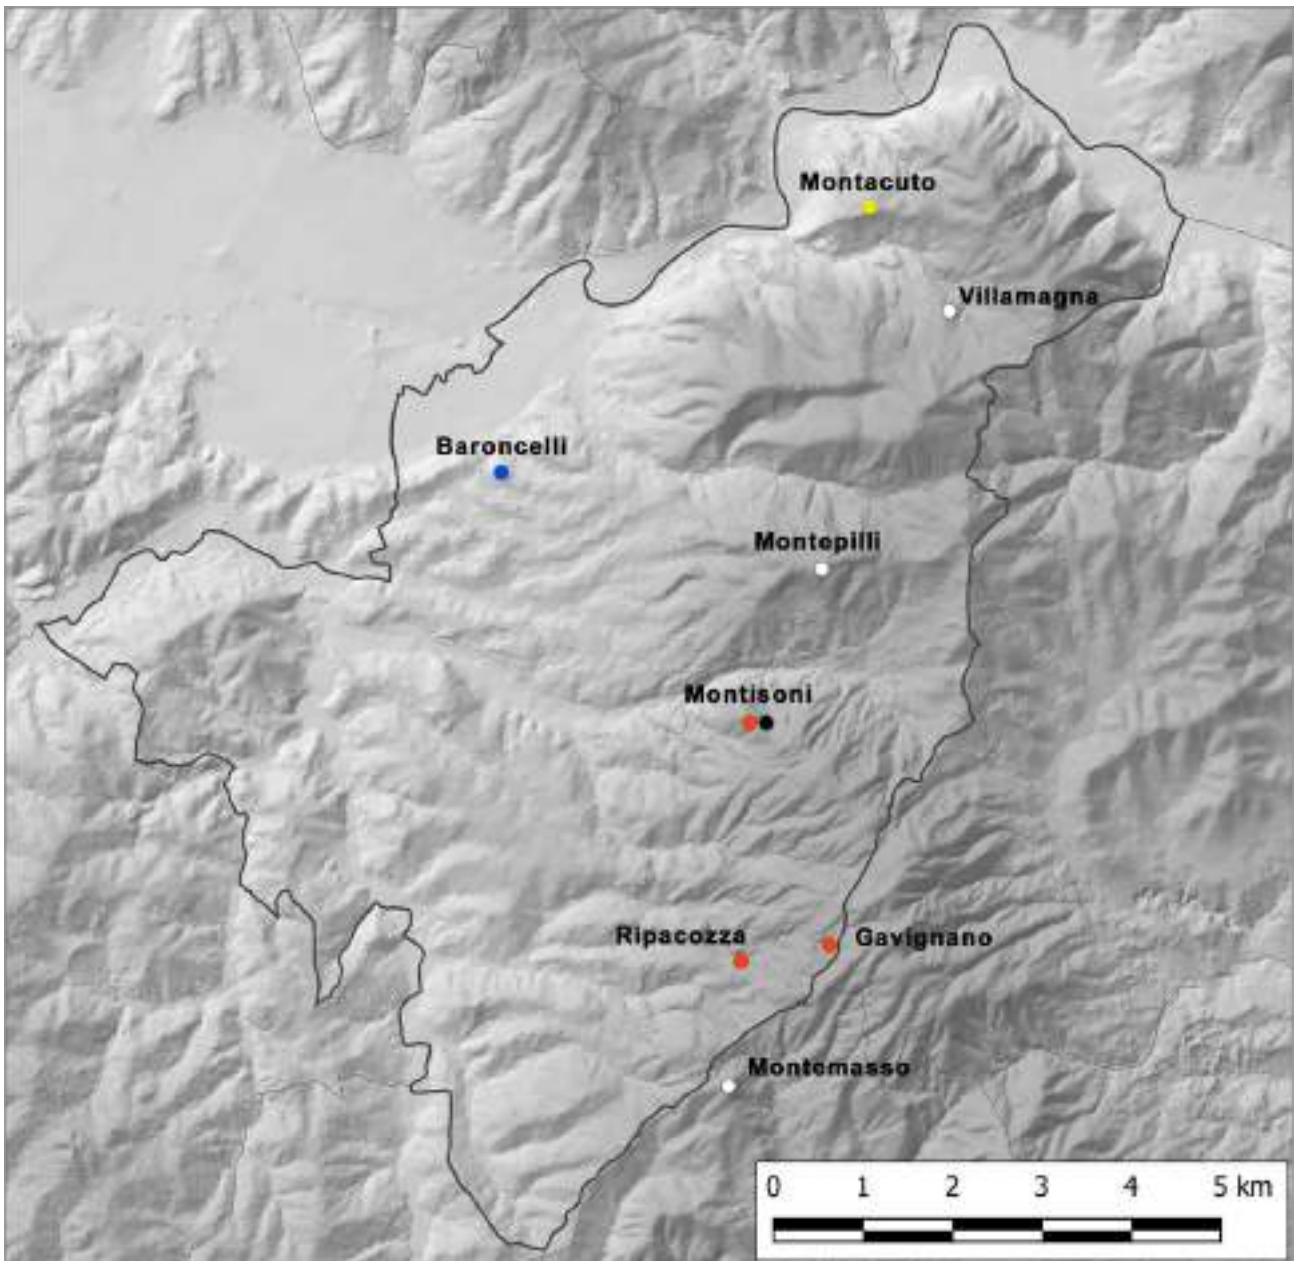 Montacuto
Villamagna
Baroncelli
Montepilli
Montisoni
Ripacozza
Gavignano
Montemasso
0 1 2 3 4 5 km